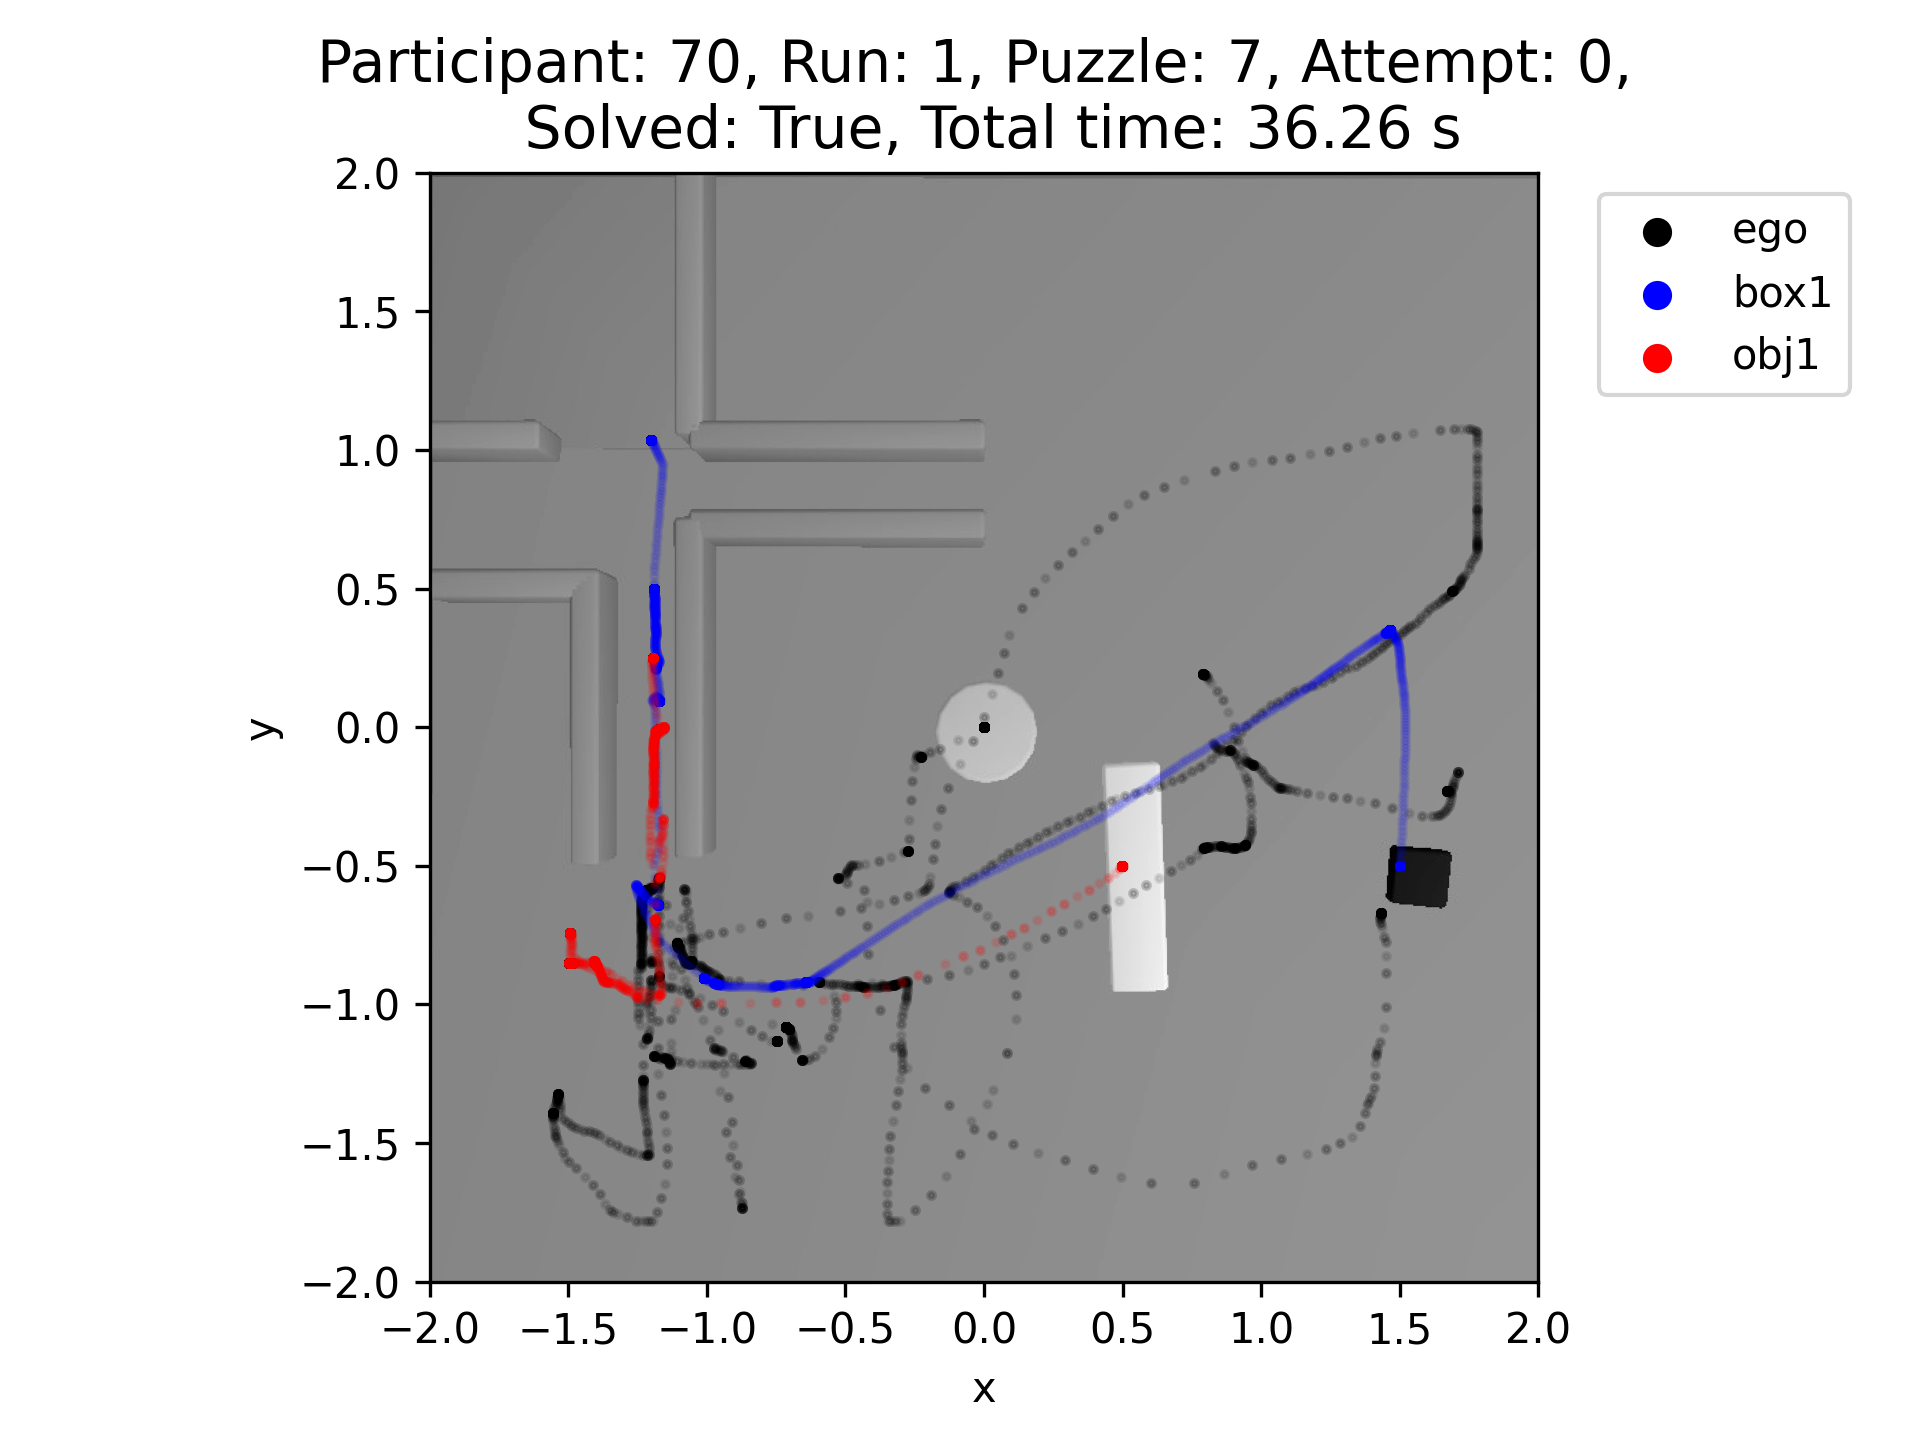 Participant: 70, Run: 1, Puzzle: 7, Attempt: 0,
Solved: True, Total time: 36.26 s
ego
box1
obj1
2.0
1.5
1.0
0.5
0.0
−0.5
−1.0
−1.5
−2.0
y
−2.0 −1.5 −1.0 −0.5 0.0 0.5 1.0 1.5 2.0
x